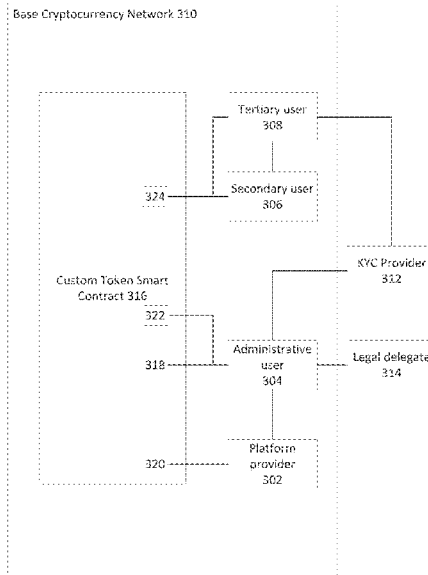 Base Cryptocurrency Network 310
Tertiary user
308
324
Secondary user
306
KYC Provider
312
Custom Token Smart
Contract 316
322
318
Administrative
user
304
Legal delegate
314
320
Platform
provider
302